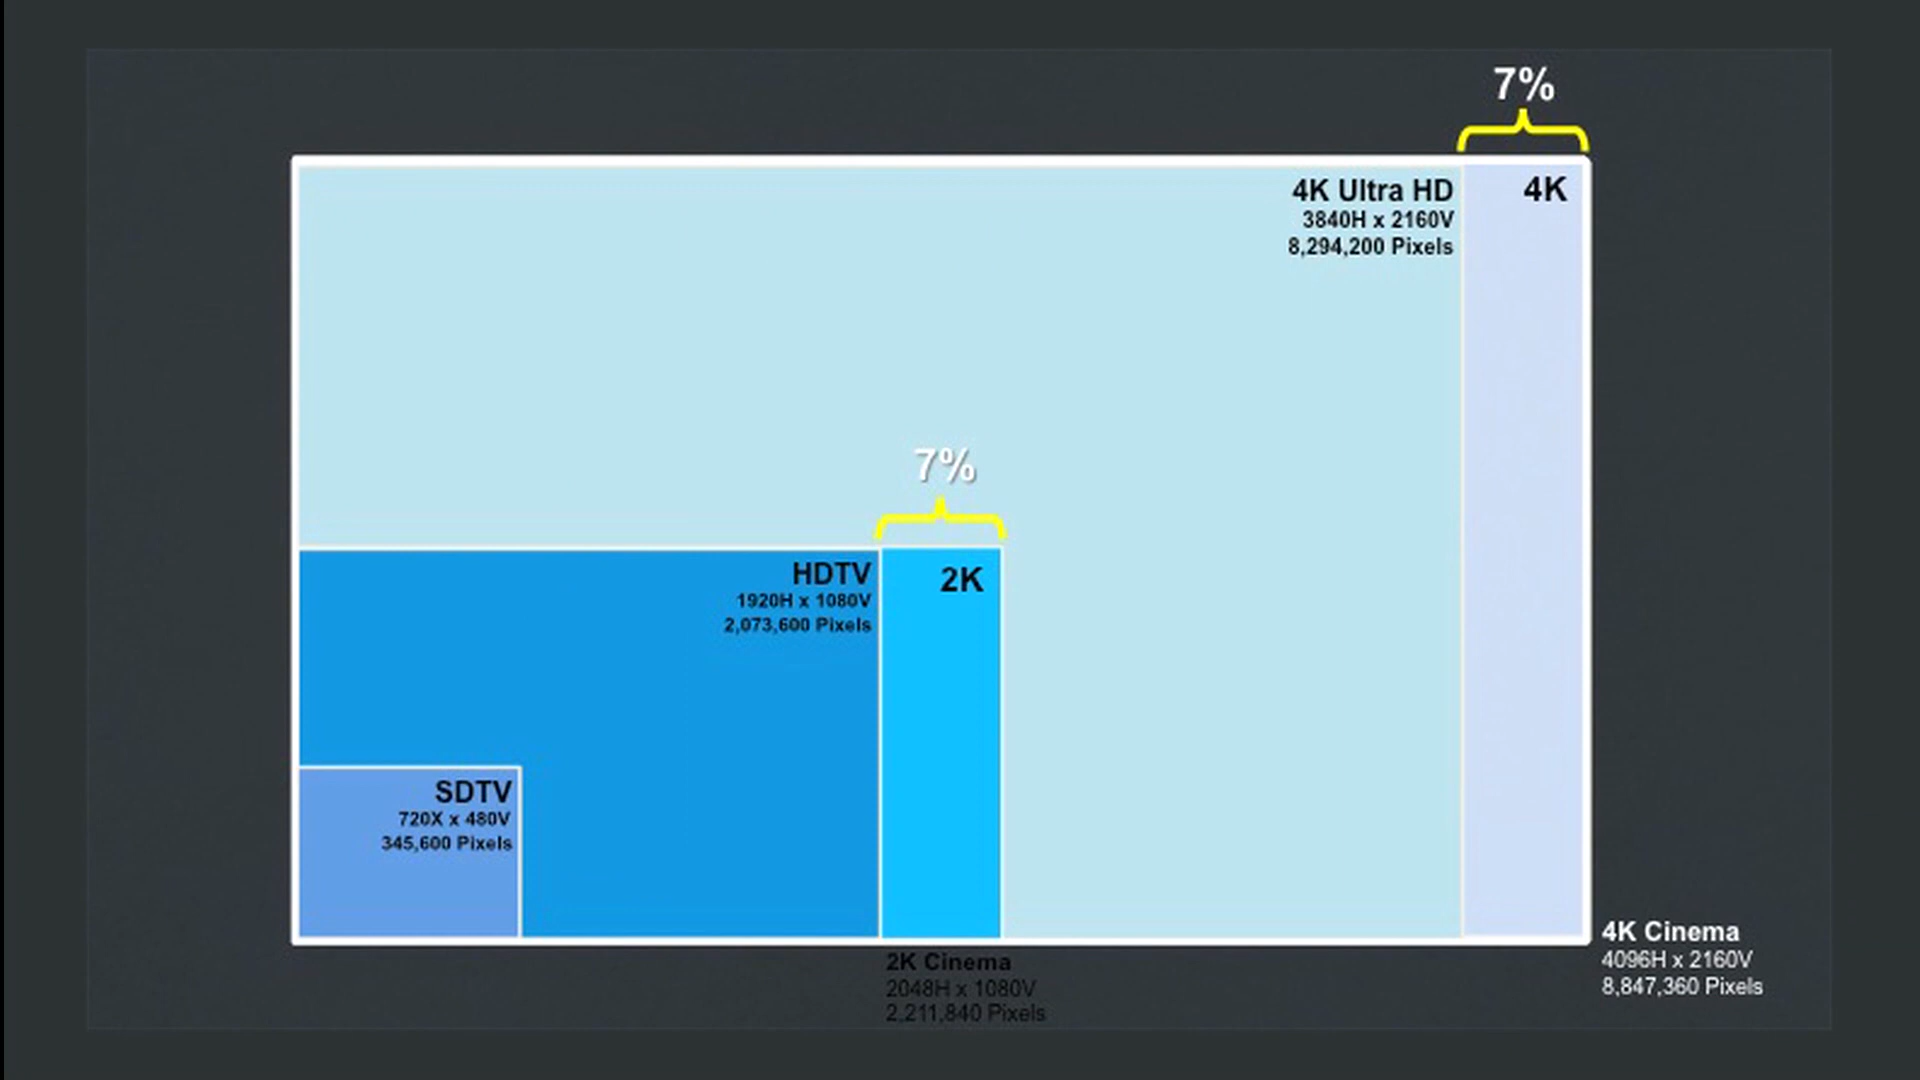 7%
4K Ultra HD
3840H x 2160V
8,294,200 Pixels
4K
7%
HDTV
1920H x 1080V
2,073,600 Pixels
2K
SDTV
720X x 480V
345,600 Pixels
4K Cinema
4096H x 2160V
8,847,360 Pixels
2K Cinema
2048H x 1080V
2,211,840 Pixels